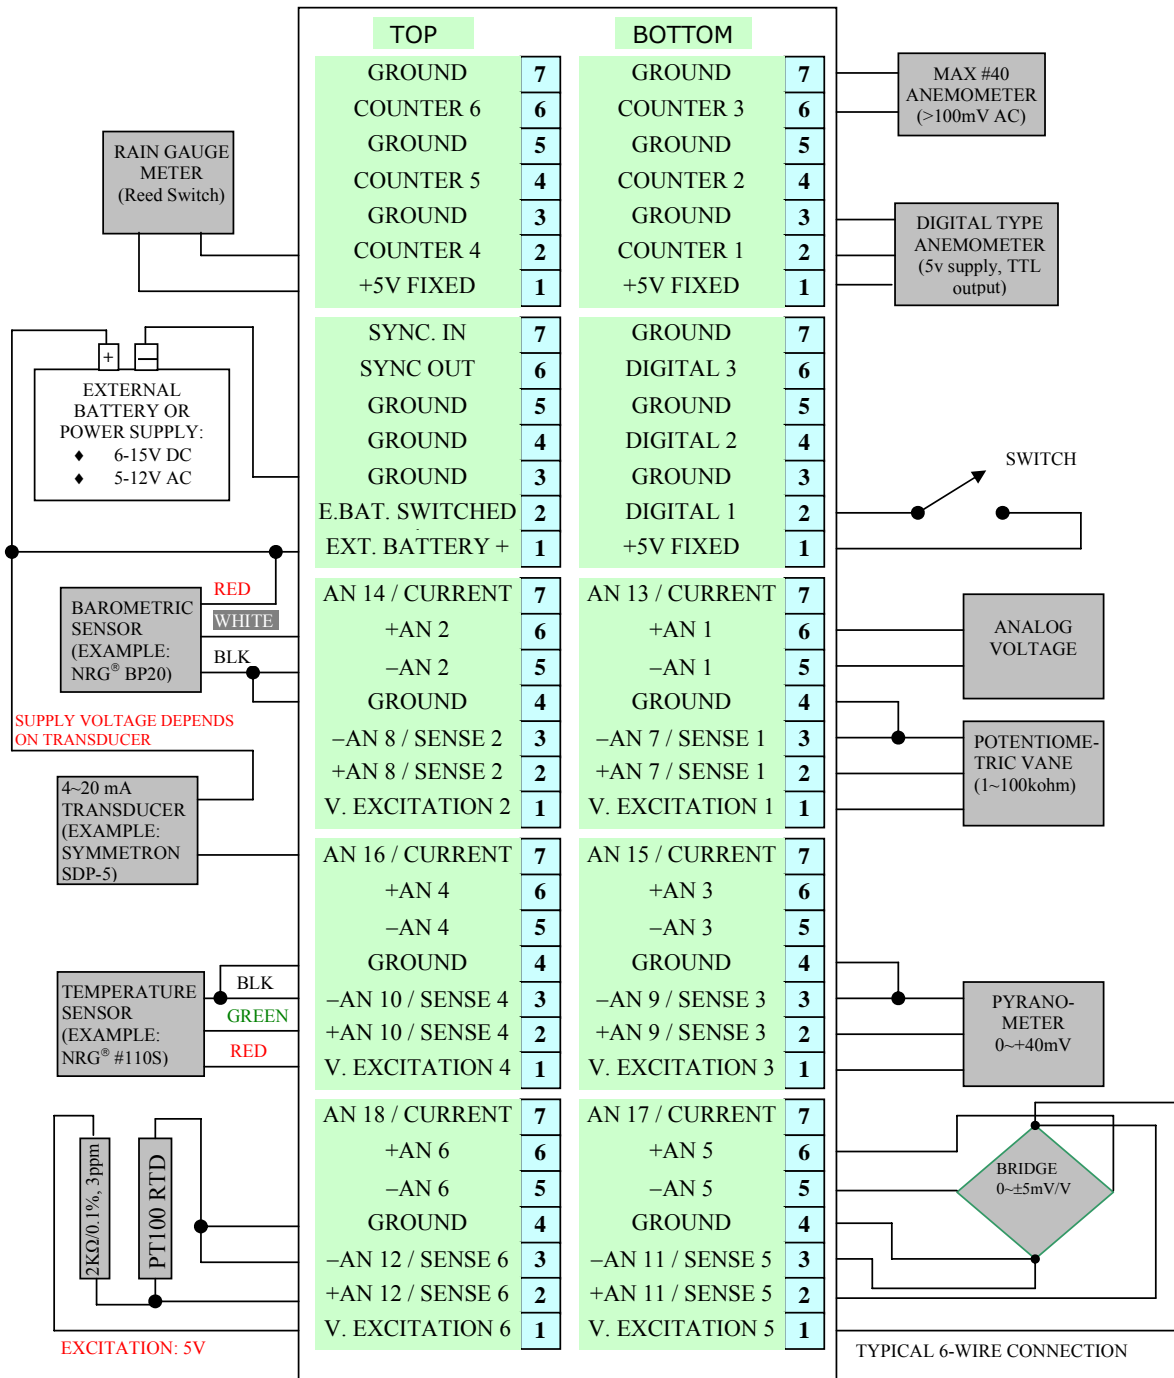 TOP
BOTTOM
GROUND 7
COUNTER 6 6
GROUND 5
COUNTER 5 4
GROUND 3
COUNTER 4 2
+5V FIXED 1
GROUND 7
COUNTER 3 6
GROUND 5
COUNTER 2 4
GROUND 3
COUNTER 1 2
+5V FIXED 1
SYNC. IN 7
SYNC OUT 6
GROUND 5
GROUND 4
GROUND 3
E.BAT. SWITCHED 2
EXT. BATTERY + 1
GROUND 7
DIGITAL 3 6
GROUND 5
DIGITAL 2 4
GROUND 3
DIGITAL 1 2
+5V FIXED 1
AN 14 / CURRENT 7
+AN 2 6
−AN 2 5
GROUND 4
−AN 8 / SENSE 2 3
+AN 8 / SENSE 2 2
V. EXCITATION 2 1
AN 13 / CURRENT 7
+AN 1 6
−AN 1 5
GROUND 4
−AN 7 / SENSE 1 3
+AN 7 / SENSE 1 2
V. EXCITATION 1 1
AN 16 / CURRENT 7
+AN 4 6
−AN 4 5
GROUND 4
−AN 10 / SENSE 4 3
+AN 10 / SENSE 4 2
V. EXCITATION 4 1
AN 15 / CURRENT 7
+AN 3 6
−AN 3 5
GROUND 4
−AN 9 / SENSE 3 3
+AN 9 / SENSE 3 2
V. EXCITATION 3 1
AN 18 / CURRENT 7
+AN 6 6
−AN 6 5
GROUND 4
−AN 12 / SENSE 6 3
+AN 12 / SENSE 6 2
V. EXCITATION 6 1
AN 17 / CURRENT 7
+AN 5 6
−AN 5 5
GROUND 4
−AN 11 / SENSE 5 3
+AN 11 / SENSE 5 2
V. EXCITATION 5 1
RAIN GAUGE
METER
(Reed Switch)
+ —
EXTERNAL
BATTERY OR
POWER SUPPLY:
♦ 6-15V DC
♦ 5-12V AC
BAROMETRIC
SENSOR
(EXAMPLE:
NRG® BP20)
RED
WHITE
BLK
SUPPLY VOLTAGE DEPENDS
ON TRANSDUCER
4~20 mA
TRANSDUCER
(EXAMPLE:
SYMMETRON
SDP-5)
TEMPERATURE
SENSOR
(EXAMPLE:
NRG® #110S)
BLK
GREEN
RED
2KΩ/0.1%, 3ppm
PT100 RTD
EXCITATION: 5V
MAX #40
ANEMOMETER
(>100mV AC)
DIGITAL TYPE
ANEMOMETER
(5v supply, TTL
output)
SWITCH
ANALOG
VOLTAGE
POTENTIOME-
TRIC VANE
(1~100kohm)
PYRANO-
METER
0~+40mV
BRIDGE
0~±5mV/V
TYPICAL 6-WIRE CONNECTION